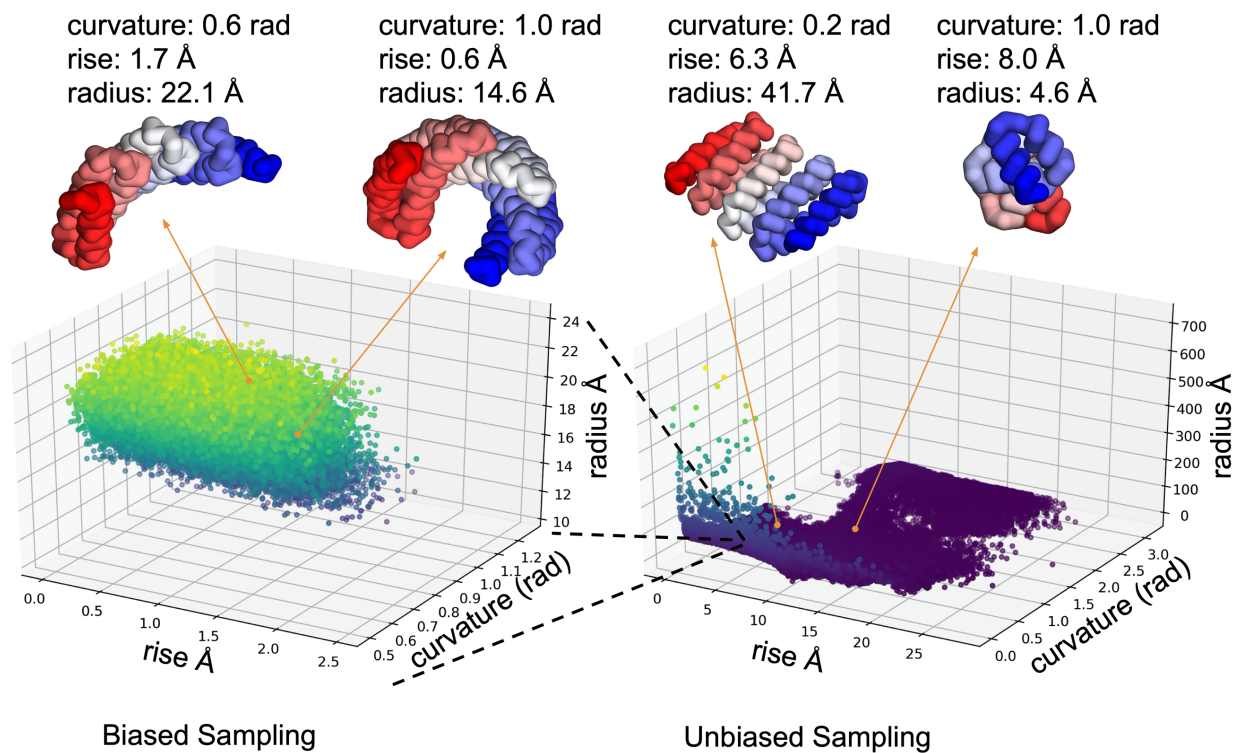 curvature: 0.6 rad
rise: 1.7 Å
radius: 22.1 Å
curvature: 1.0 rad
rise: 0.6 Å
radius: 14.6 Å
curvature: 0.2 rad
rise: 6.3 Å
radius: 41.7 Å
curvature: 1.0 rad
rise: 8.0 Å
radius: 4.6 Å
24
22
20
18
16
14
12
10
radius Å
0.0
0.5
1.0
1.5
2.0
2.5
rise Å
0.5
0.6
0.7
0.8
0.9
1.0
1.1
1.2
curvature (rad)
700
600
500
400
300
200
100
0
radius Å
0
5
10
15
20
25
rise Å
0.0
0.5
1.0
1.5
2.0
2.5
3.0
curvature (rad)
Biased Sampling
Unbiased Sampling